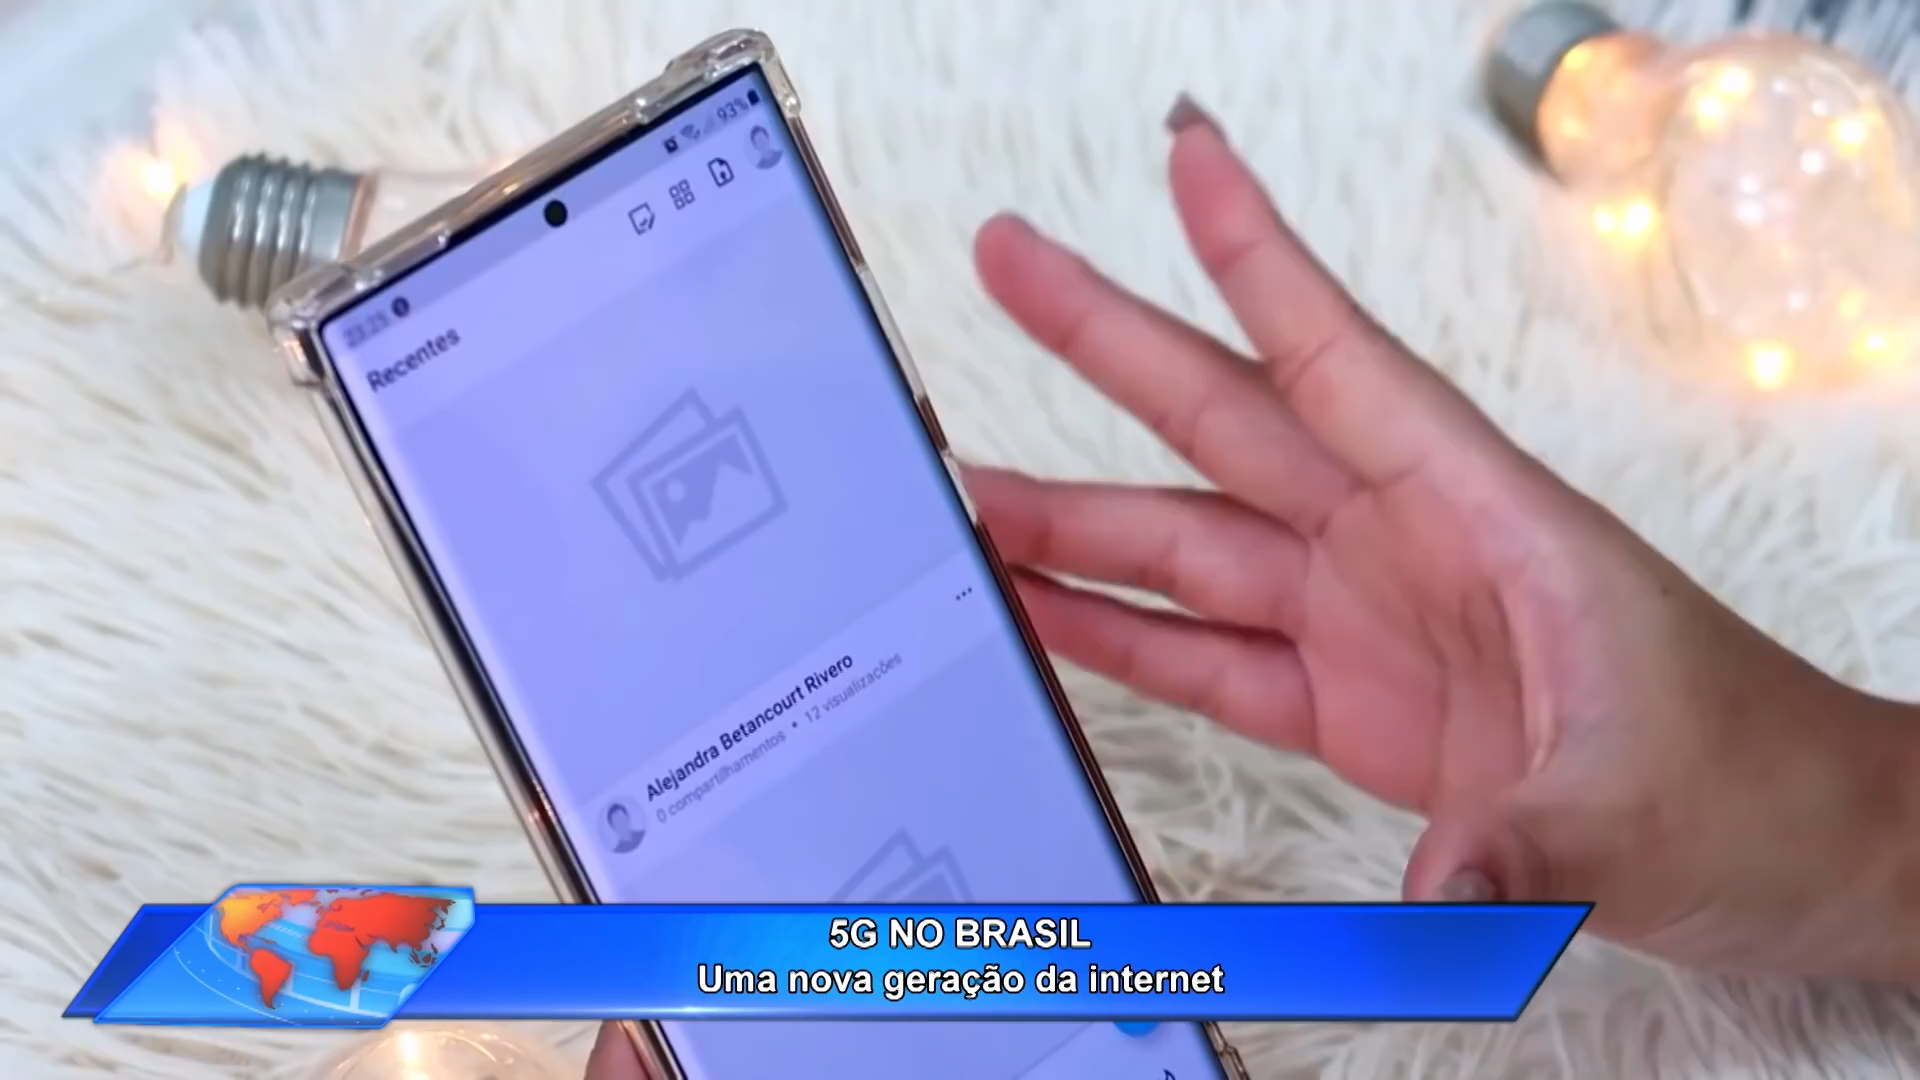 93%
Recentes
Alejandra Betancourt Rivero
0 compartilhamentos • 12 visualizações
5G NO BRASIL
Uma nova geração da internet